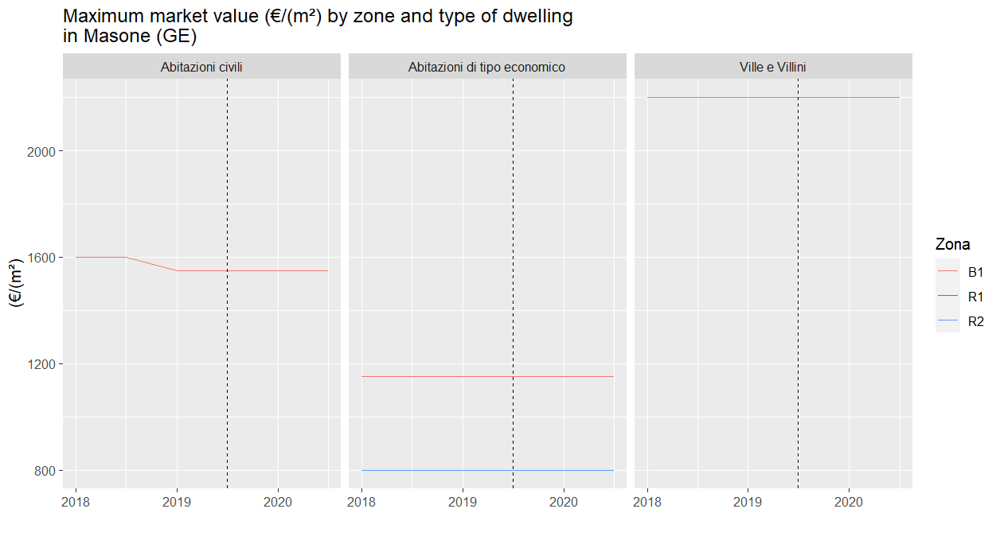 Maximum market value (€/(m²) by zone and type of dwelling
in Masone (GE)
Abitazioni civili
Abitazioni di tipo economico
Ville e Villini
(€/(m²)
2000
1600
1200
800
2018
2019
2020
2018
2019
2020
2018
2019
2020
Zona
B1
R1
R2